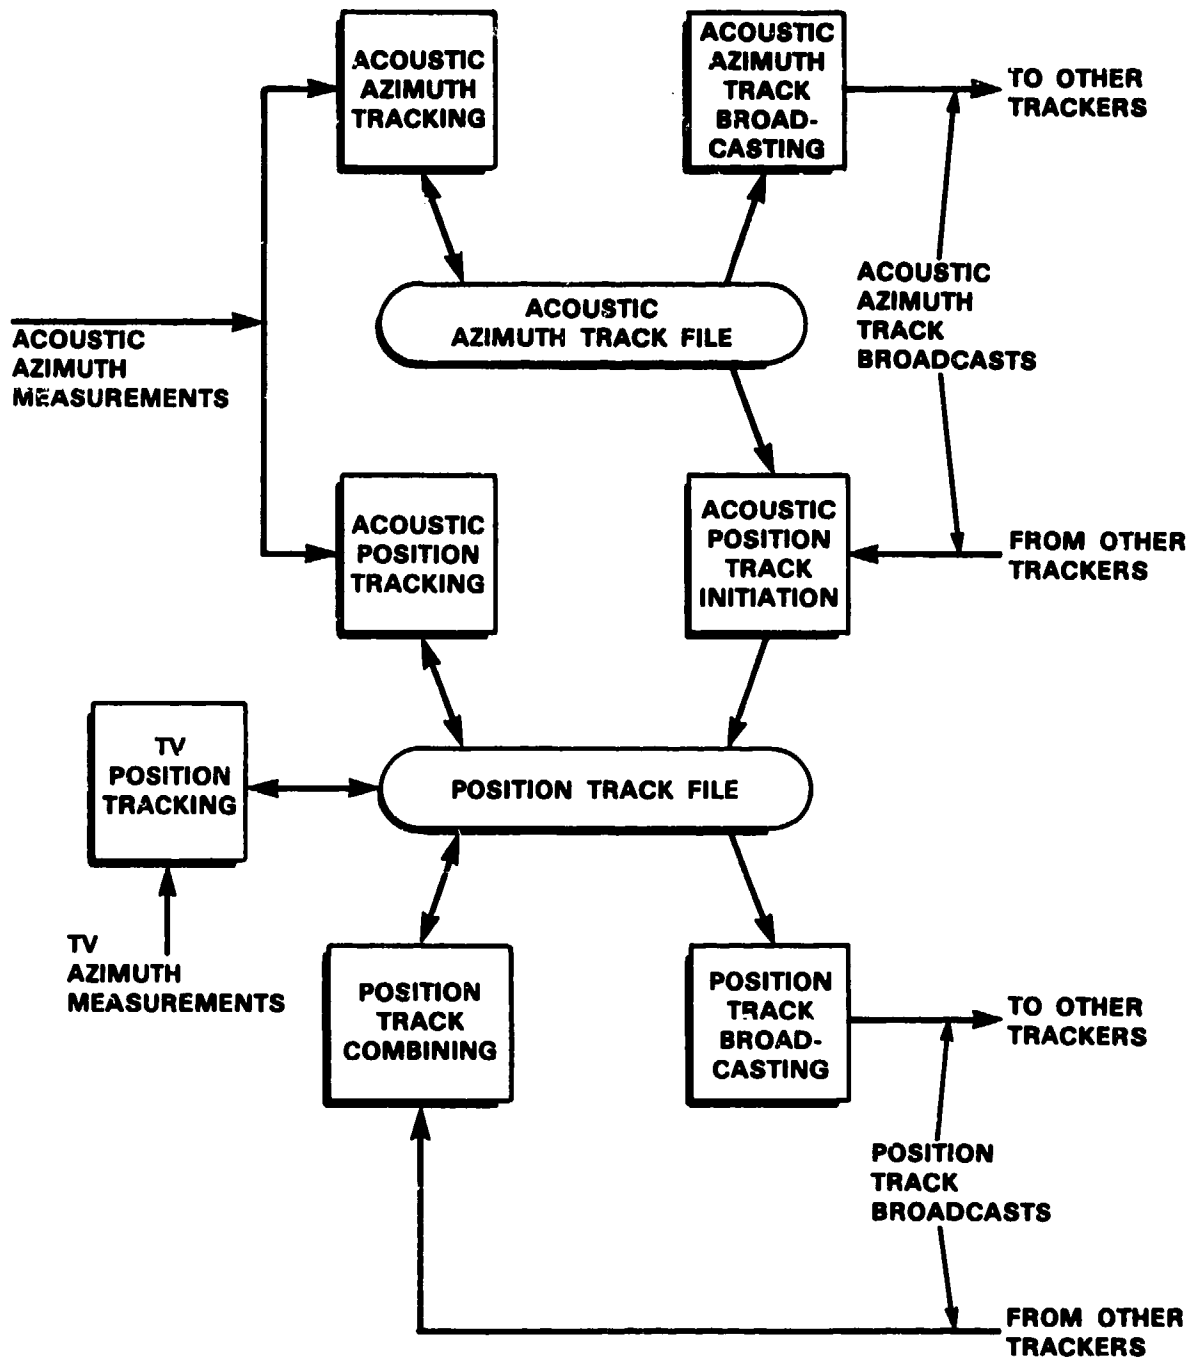 ACOUSTIC
AZIMUTH
TRACKING
ACOUSTIC
AZIMUTH
TRACK
BROAD-
CASTING
TO OTHER
TRACKERS
ACOUSTIC
AZIMUTH
TRACK
BROADCASTS
ACOUSTIC
AZIMUTH TRACK FILE
ACOUSTIC
AZIMUTH
MEASUREMENTS
ACOUSTIC
POSITION
TRACKING
ACOUSTIC
POSITION
TRACK
INITIATION
FROM OTHER
TRACKERS
TV
POSITION
TRACKING
POSITION TRACK FILE
TV
AZIMUTH
MEASUREMENTS
POSITION
TRACK
COMBINING
POSITION
TRACK
BROAD-
CASTING
TO OTHER
TRACKERS
POSITION
TRACK
BROADCASTS
FROM OTHER
TRACKERS